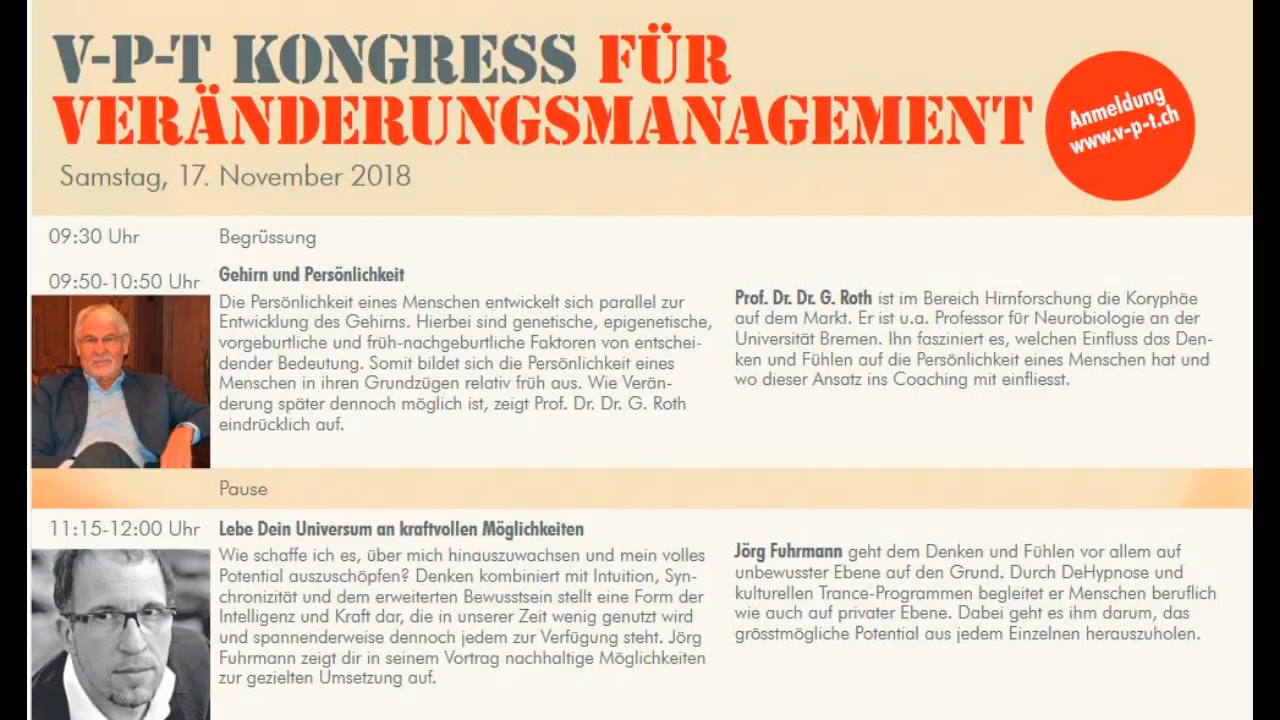 V-P-T KONGRESS FÜR
VERÄNDERUNGSMANAGEMENT
Samstag, 17. November 2018
Anmeldung
www.v-p-t.ch
09:30 Uhr
Begrüssung
09:50-10:50 Uhr
Gehirn und Persönlichkeit
Die Persönlichkeit eines Menschen entwickelt sich parallel zur
Entwicklung des Gehirns. Hierbei sind genetische, epigenetische,
vorgeburtliche und früh-nachgeburtliche Faktoren von entschei-
dender Bedeutung. Somit bildet sich die Persönlichkeit eines
Menschen in ihren Grundzügen relativ früh aus. Wie Verän-
derung später dennoch möglich ist, zeigt Prof. Dr. Dr. G. Roth
eindrücklich auf.
Prof. Dr. Dr. G. Roth ist im Bereich Hirnforschung die Koryphäe
auf dem Markt. Er ist u.a. Professor für Neurobiologie an der
Universität Bremen. Ihn fasziniert es, welchen Einfluss das Den-
ken und Fühlen auf die Persönlichkeit eines Menschen hat und
wo dieser Ansatz ins Coaching mit einfliesst.
Pause
11:15-12:00 Uhr
Lebe Dein Universum an kraftvollen Möglichkeiten
Wie schaffe ich es, über mich hinauszuwachsen und mein volles
Potential auszuschöpfen? Denken kombiniert mit Intuition, Syn-
chronizität und dem erweiterten Bewusstsein stellt eine Form der
Intelligenz und Kraft dar, die in unserer Zeit wenig genutzt wird
und spannenderweise dennoch jedem zur Verfügung steht. Jörg
Fuhrmann zeigt dir in seinem Vortrag nachhaltige Möglichkeiten
zur gezielten Umsetzung auf.
Jörg Fuhrmann geht dem Denken und Fühlen vor allem auf
unbewusster Ebene auf den Grund. Durch DeHypnose und
kulturellen Trance-Programmen begleitet er Menschen beruflich
wie auch auf privater Ebene. Dabei geht es ihm darum, das
grösstmögliche Potential aus jedem Einzelnen herauszuholen.